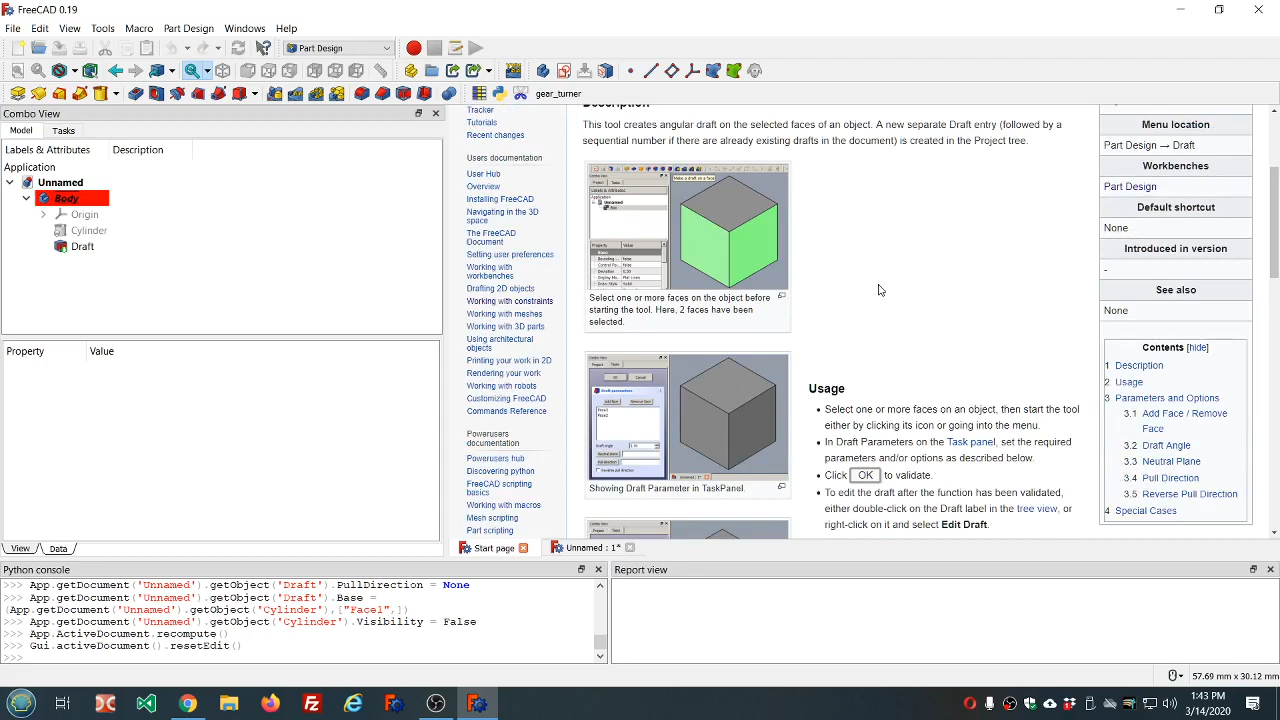 FreeCAD 0.19
File Edit View Tools Macro Part Design Windows Help
Part Design
gear_turner
Combo View
Model Tasks
Labels & Attributes Description
Application
Unnamed
Body
Origin
Cylinder
Draft
Property Value
View Data
Tracker
Tutorials
Recent changes
Users documentation
User Hub
Overview
Installing FreeCAD
Navigating in the 3D
space
The FreeCAD
Document
Setting user preferences
Working with
workbenches
Drafting 2D objects
Working with constraints
Working with meshes
Working with 3D parts
Using architectural
objects
Printing your work in 2D
Rendering your work
Working with robots
Customizing FreeCAD
Commands Reference
Powerusers
documentation
Powerusers hub
Discovering python
FreeCAD scripting
basics
Working with macros
Mesh scripting
Part scripting
Description
This tool creates angular draft on the selected faces of an object. A new separate Draft entry (followed by a
sequential number if there are already drafts in the document) is created in the Project tree.
Select one or more faces on the object before
starting the tool. Here, 2 faces have been
selected.
Showing Draft Parameter in TaskPanel.
Usage
Select one or more faces on an object, then start the tool
either by clicking its icon or going into the menu.
In Draft Parameters on the Task panel, set the required
parameters and/or options as described below.
Click OK to validate.
To edit the draft after the function has been validated,
either double-click on the Draft label in the tree view, or
right-click on it and select Edit Draft.
Menu location
Part Design → Draft
Workbenches
Part Design
Default shortcut
None
Introduced in version
-
See also
None
Contents [hide]
1 Description
2 Usage
3 Parameters and Options
3.1 Add Face / Remove
Face
3.2 Draft Angle
3.3 Neutral Plane
3.4 Pull Direction
3.5 Reverse Pull Direction
4 Special Cases
Start page Unnamed : 1*
Python console
>>> App.getDocument('Unnamed').getObject('Draft').PullDirection = None
>>> App.getDocument('Unnamed').getObject('Draft').Base =
(App.getDocument('Unnamed').getObject('Cylinder'),["Face1",])
>>> App.getDocument('Unnamed').getObject('Cylinder').Visibility = False
>>> App.ActiveDocument.recompute()
>>> Gui.activeDocument().resetEdit()
>>>
Report view
57.69 mm x 30.12 mm
1:43 PM
3/14/2020